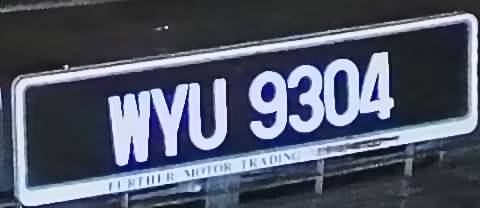 WYU 9304
FURTHER MOTOR TRADING